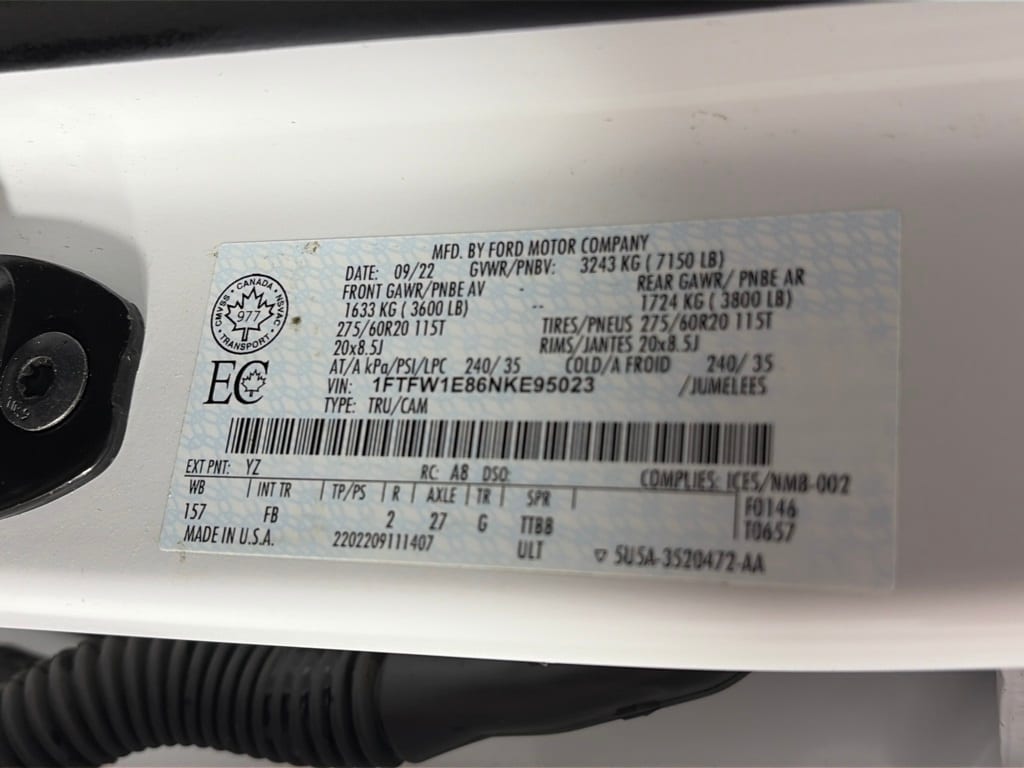 MFD. BY FORD MOTOR COMPANY
DATE: 09/22 GVWR/PNBV: 3243 KG ( 7150 LB)
FRONT GAWR/PNBE AV REAR GAWR/ PNBE AR
1633 KG ( 3600 LB) -- 1724 KG ( 3800 LB)
275/60R20 115T TIRES/PNEUS 275/60R20 115T
20x8.5J RIMS/JANTES 20x8.5J
AT/A kPa/PSI/LPC 240/ 35 COLD/A FROID 240/ 35
VIN: 1FTFW1E86NKE95023 /JUMELEES
TYPE: TRU/CAM
CMVSS · CANADA · NSVAC · TRANSPORT ·
977
EC
EXT PNT: YZ RC: A8 DSO: COMPLIES: ICES/NMB-002
WB INT TR TP/PS R AXLE TR SPR F0146
157 FB 2 27 G TTBB T0657
MADE IN U.S.A. 2202209111407 ULT 5U5A-3520472-AA